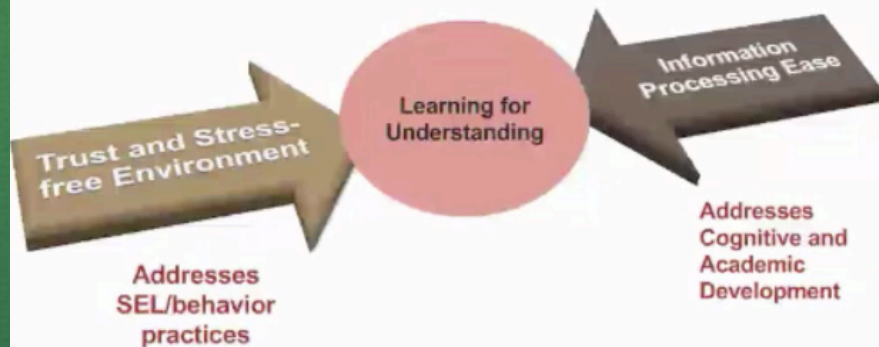 Trust and Stress-
free Environment
Addresses
SEL/behavior
practices
Learning for
Understanding
Information
Processing Ease
Addresses
Cognitive and
Academic
Development